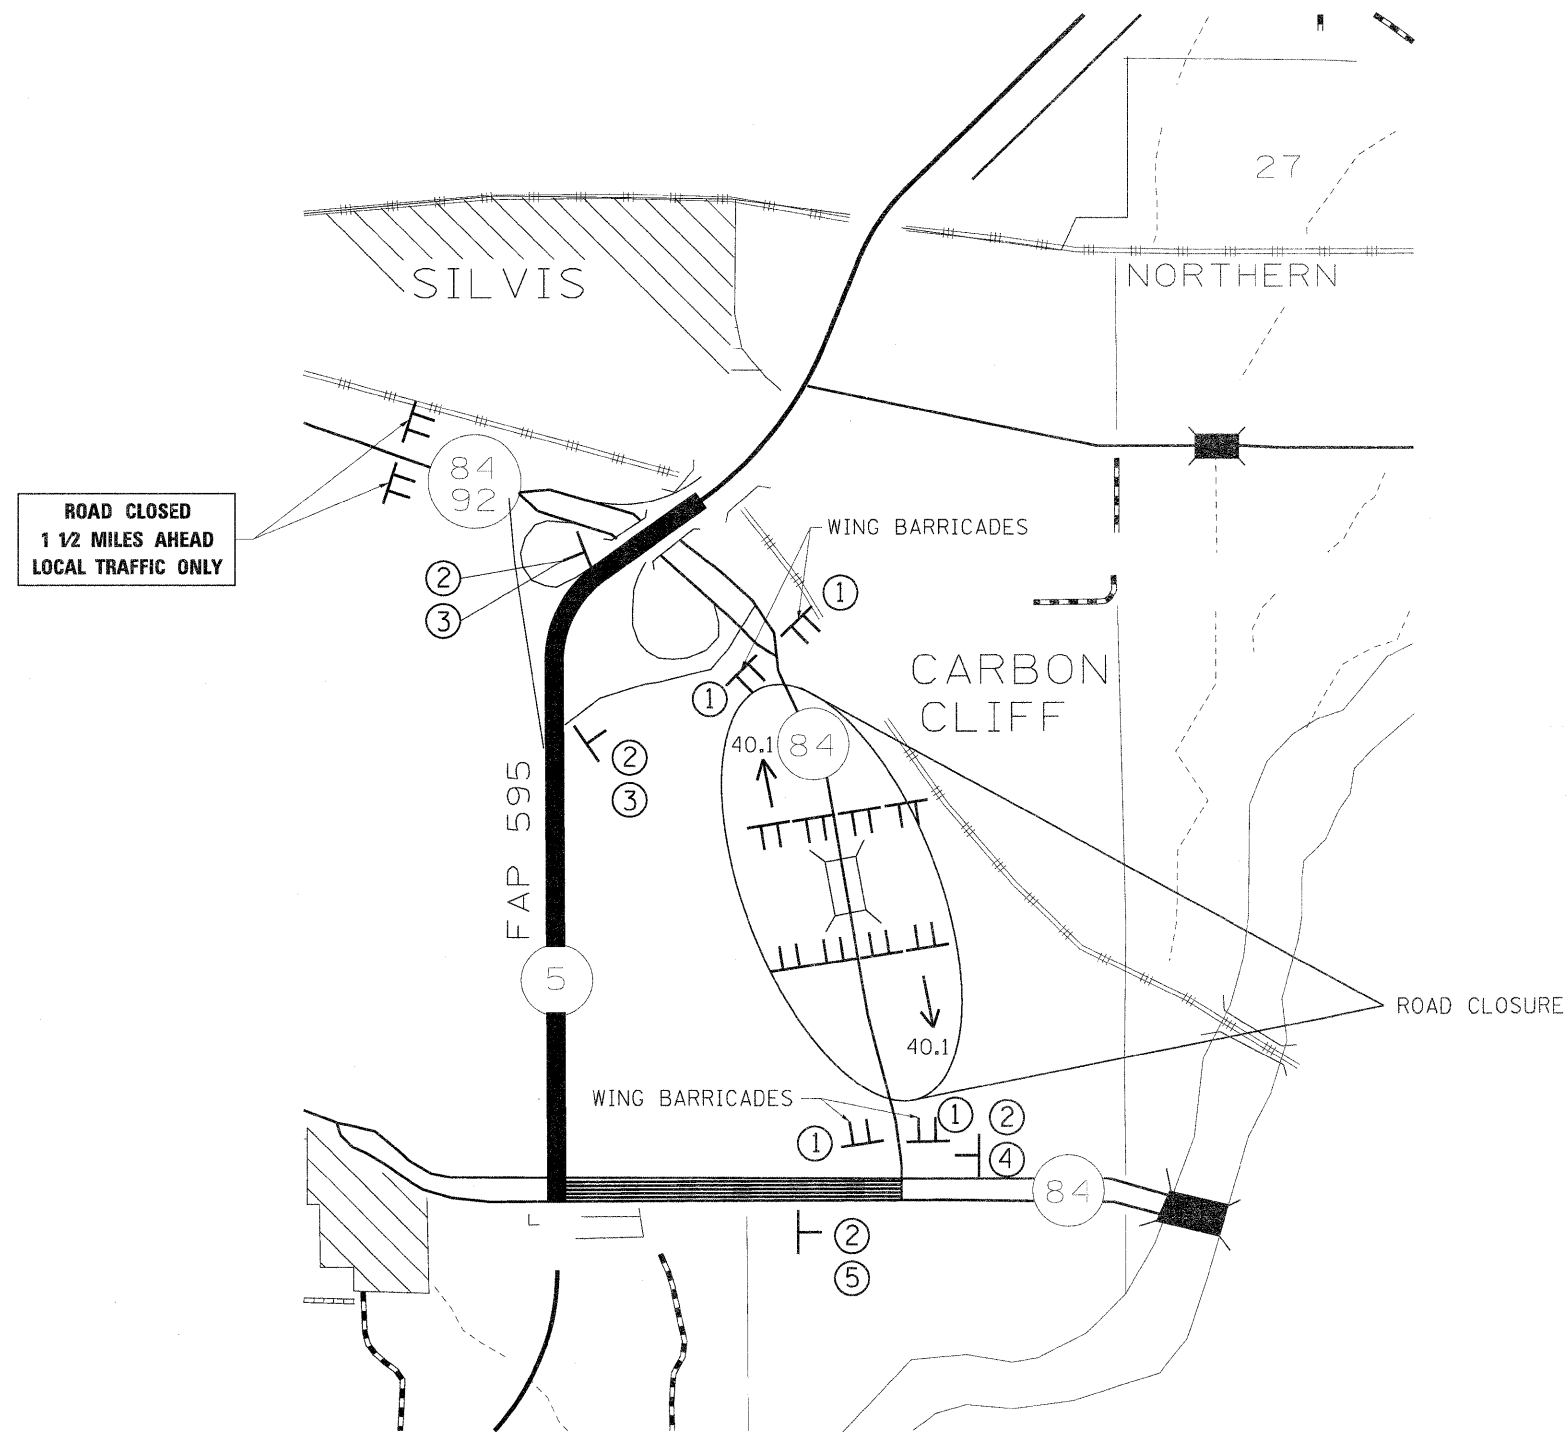 27
SILVIS
NORTHERN
84
92
ROAD CLOSED
1 1/2 MILES AHEAD
LOCAL TRAFFIC ONLY
WING BARRICADES
2
3
1
1
CARBON
CLIFF
40.1
84
2
3
FAP 595
5
ROAD CLOSURE
40.1
WING BARRICADES
1
1
2
4
84
2
5